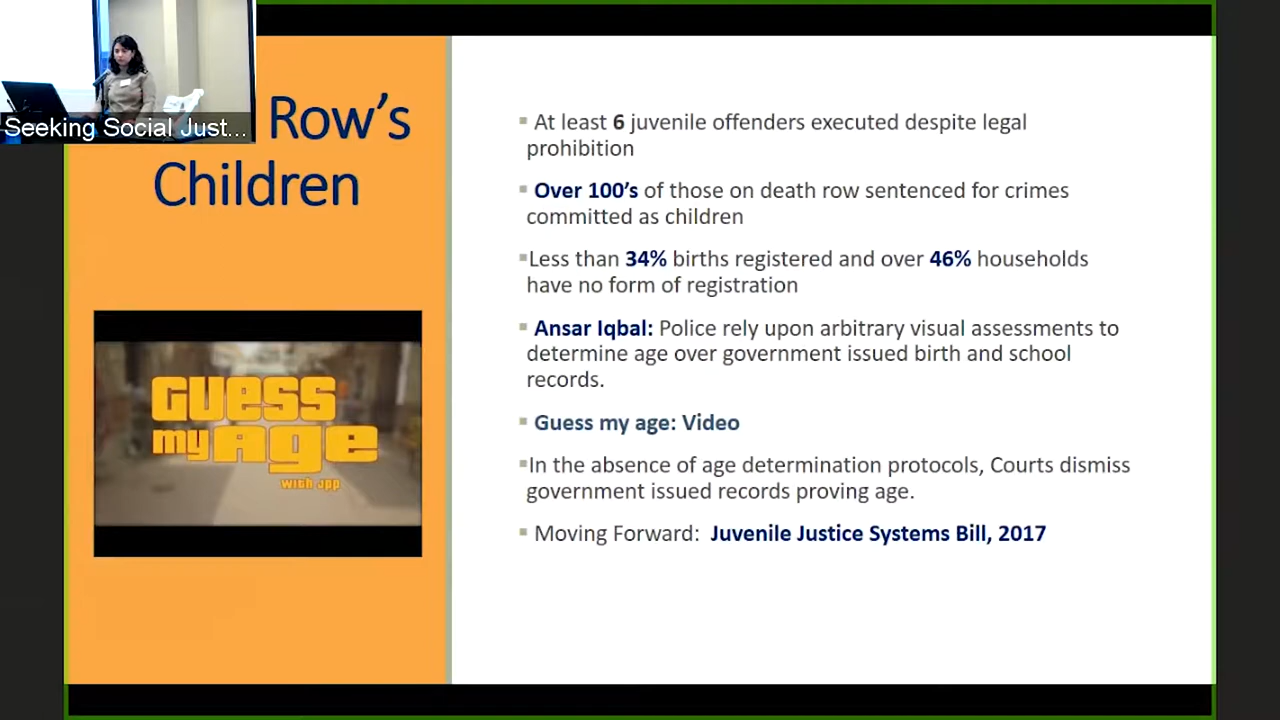 Seeking Social Just...
Row's
Children
GUess
my Age
with Jpp
▪ At least 6 juvenile offenders executed despite legal
prohibition
▪ Over 100's of those on death row sentenced for crimes
committed as children
▪Less than 34% births registered and over 46% households
have no form of registration
▪ Ansar Iqbal: Police rely upon arbitrary visual assessments to
determine age over government issued birth and school
records.
▪ Guess my age: Video
▪In the absence of age determination protocols, Courts dismiss
government issued records proving age.
▪ Moving Forward: Juvenile Justice Systems Bill, 2017